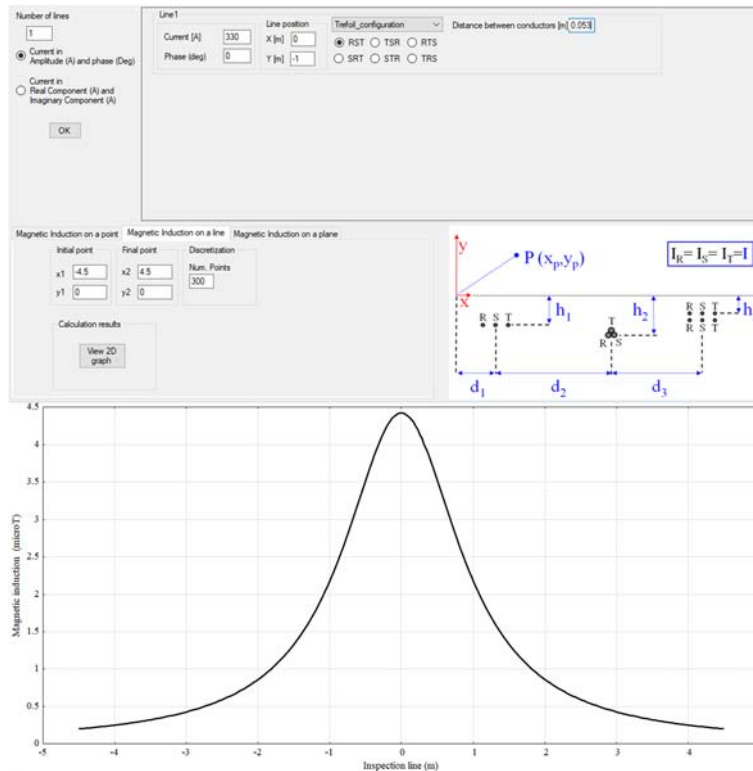 Number of lines
1
Current in
Amplitude (A) and phase (Deg)
Current in
Real Component (A) and
Imaginary Component (A)
OK
Line1
Current [A] 330
Phase (deg) 0
Line position
X [m] 0
Y [m] -1
Trefoil_configuration
RST TSR RTS
SRT STR TRS
Distance between conductors [m] 0.053
Magnetic Induction on a point Magnetic Induction on a line Magnetic Induction on a plane
Initial point
x1 -4.5
y1 0
Final point
x2 4.5
y2 0
Discretization
Num. Points
300
Calculation results
View 2D
graph
y
P (xp,yp)
IR= IS= IT=I
x
h1
h2
h
R S T
T
R S
R S T
R S T
d1 d2 d3
4.5
4
3.5
3
2.5
2
1.5
1
0.5
0
Magnetic induction (microT)
-5 -4 -3 -2 -1 0 1 2 3 4
Inspection line (m)